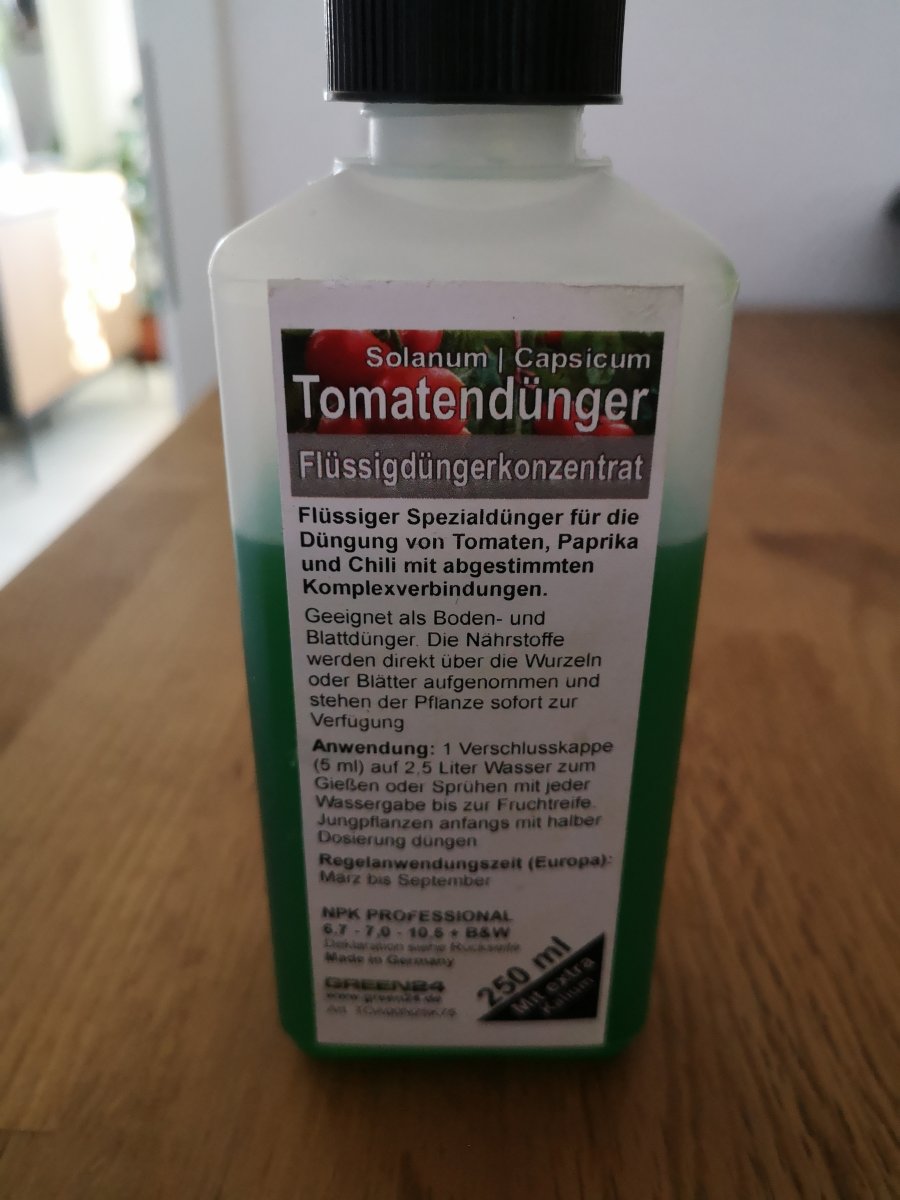 Solanum | Capsicum
Tomatendünger
Flüssigdüngerkonzentrat
Flüssiger Spezialdünger für die
Düngung von Tomaten, Paprika
und Chili mit abgestimmten
Komplexverbindungen.
Geeignet als Boden- und
Blattdünger. Die Nährstoffe
werden direkt über die Wurzeln
oder Blätter aufgenommen und
stehen der Pflanze sofort zur
Verfügung
Anwendung: 1 Verschlusskappe
(5 ml) auf 2,5 Liter Wasser zum
Gießen oder Sprühen mit jeder
Wassergabe bis zur Fruchtreife.
Jungpflanzen anfangs mit halber
Dosierung düngen
Regelanwendungszeit (Europa):
März bis September
NPK PROFESSIONAL
6,7 - 7,0 - 10,5 + B&W
Deklaration siehe Rückseite
Made in Germany
GREEN24
www.green24.de
Art.
250 ml
Mit extra
Kalium